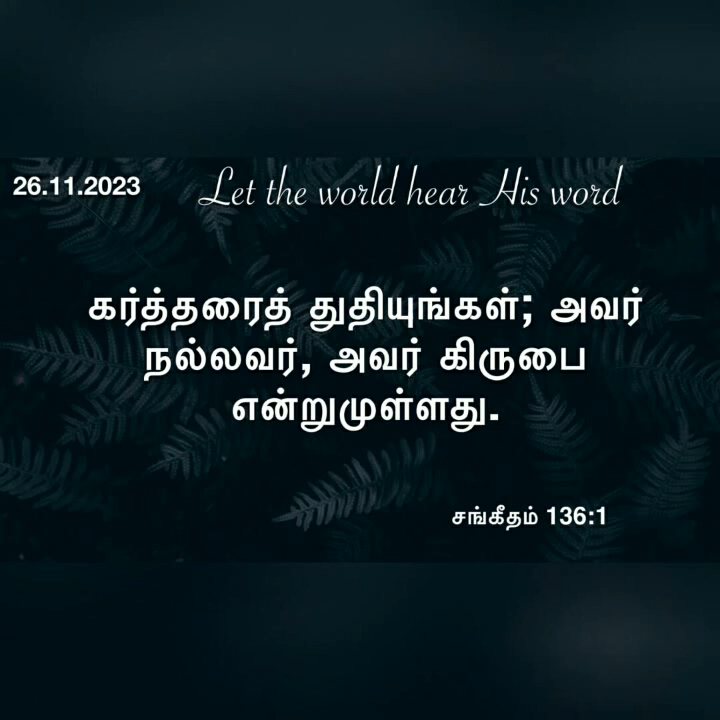 26.11.2023
Let the world hear His word
கர்த்தரைத் துதியுங்கள்; அவர்
நல்லவர், அவர் கிருபை
என்றுமுள்ளது.
சங்கீதம் 136:1